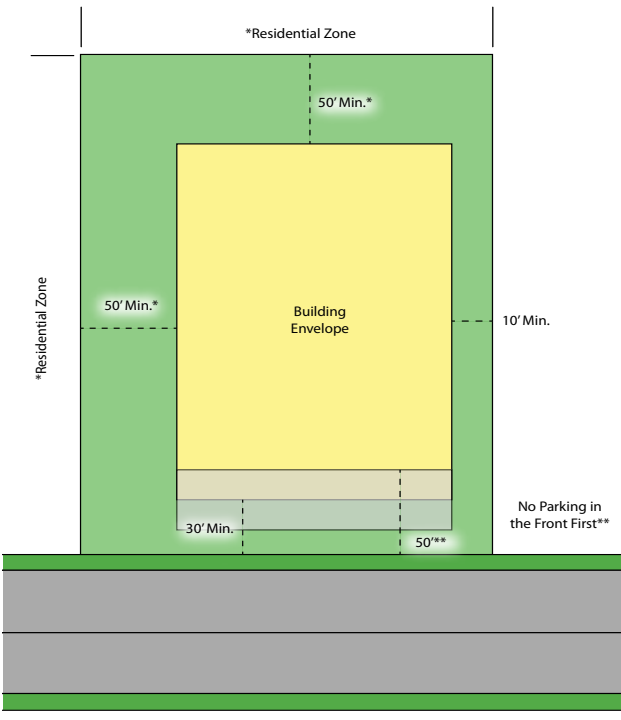 *Residential Zone
50' Min.*
*Residential Zone
50' Min.*
Building
Envelope
10' Min.
30' Min.
50'**
No Parking in
the Front First**